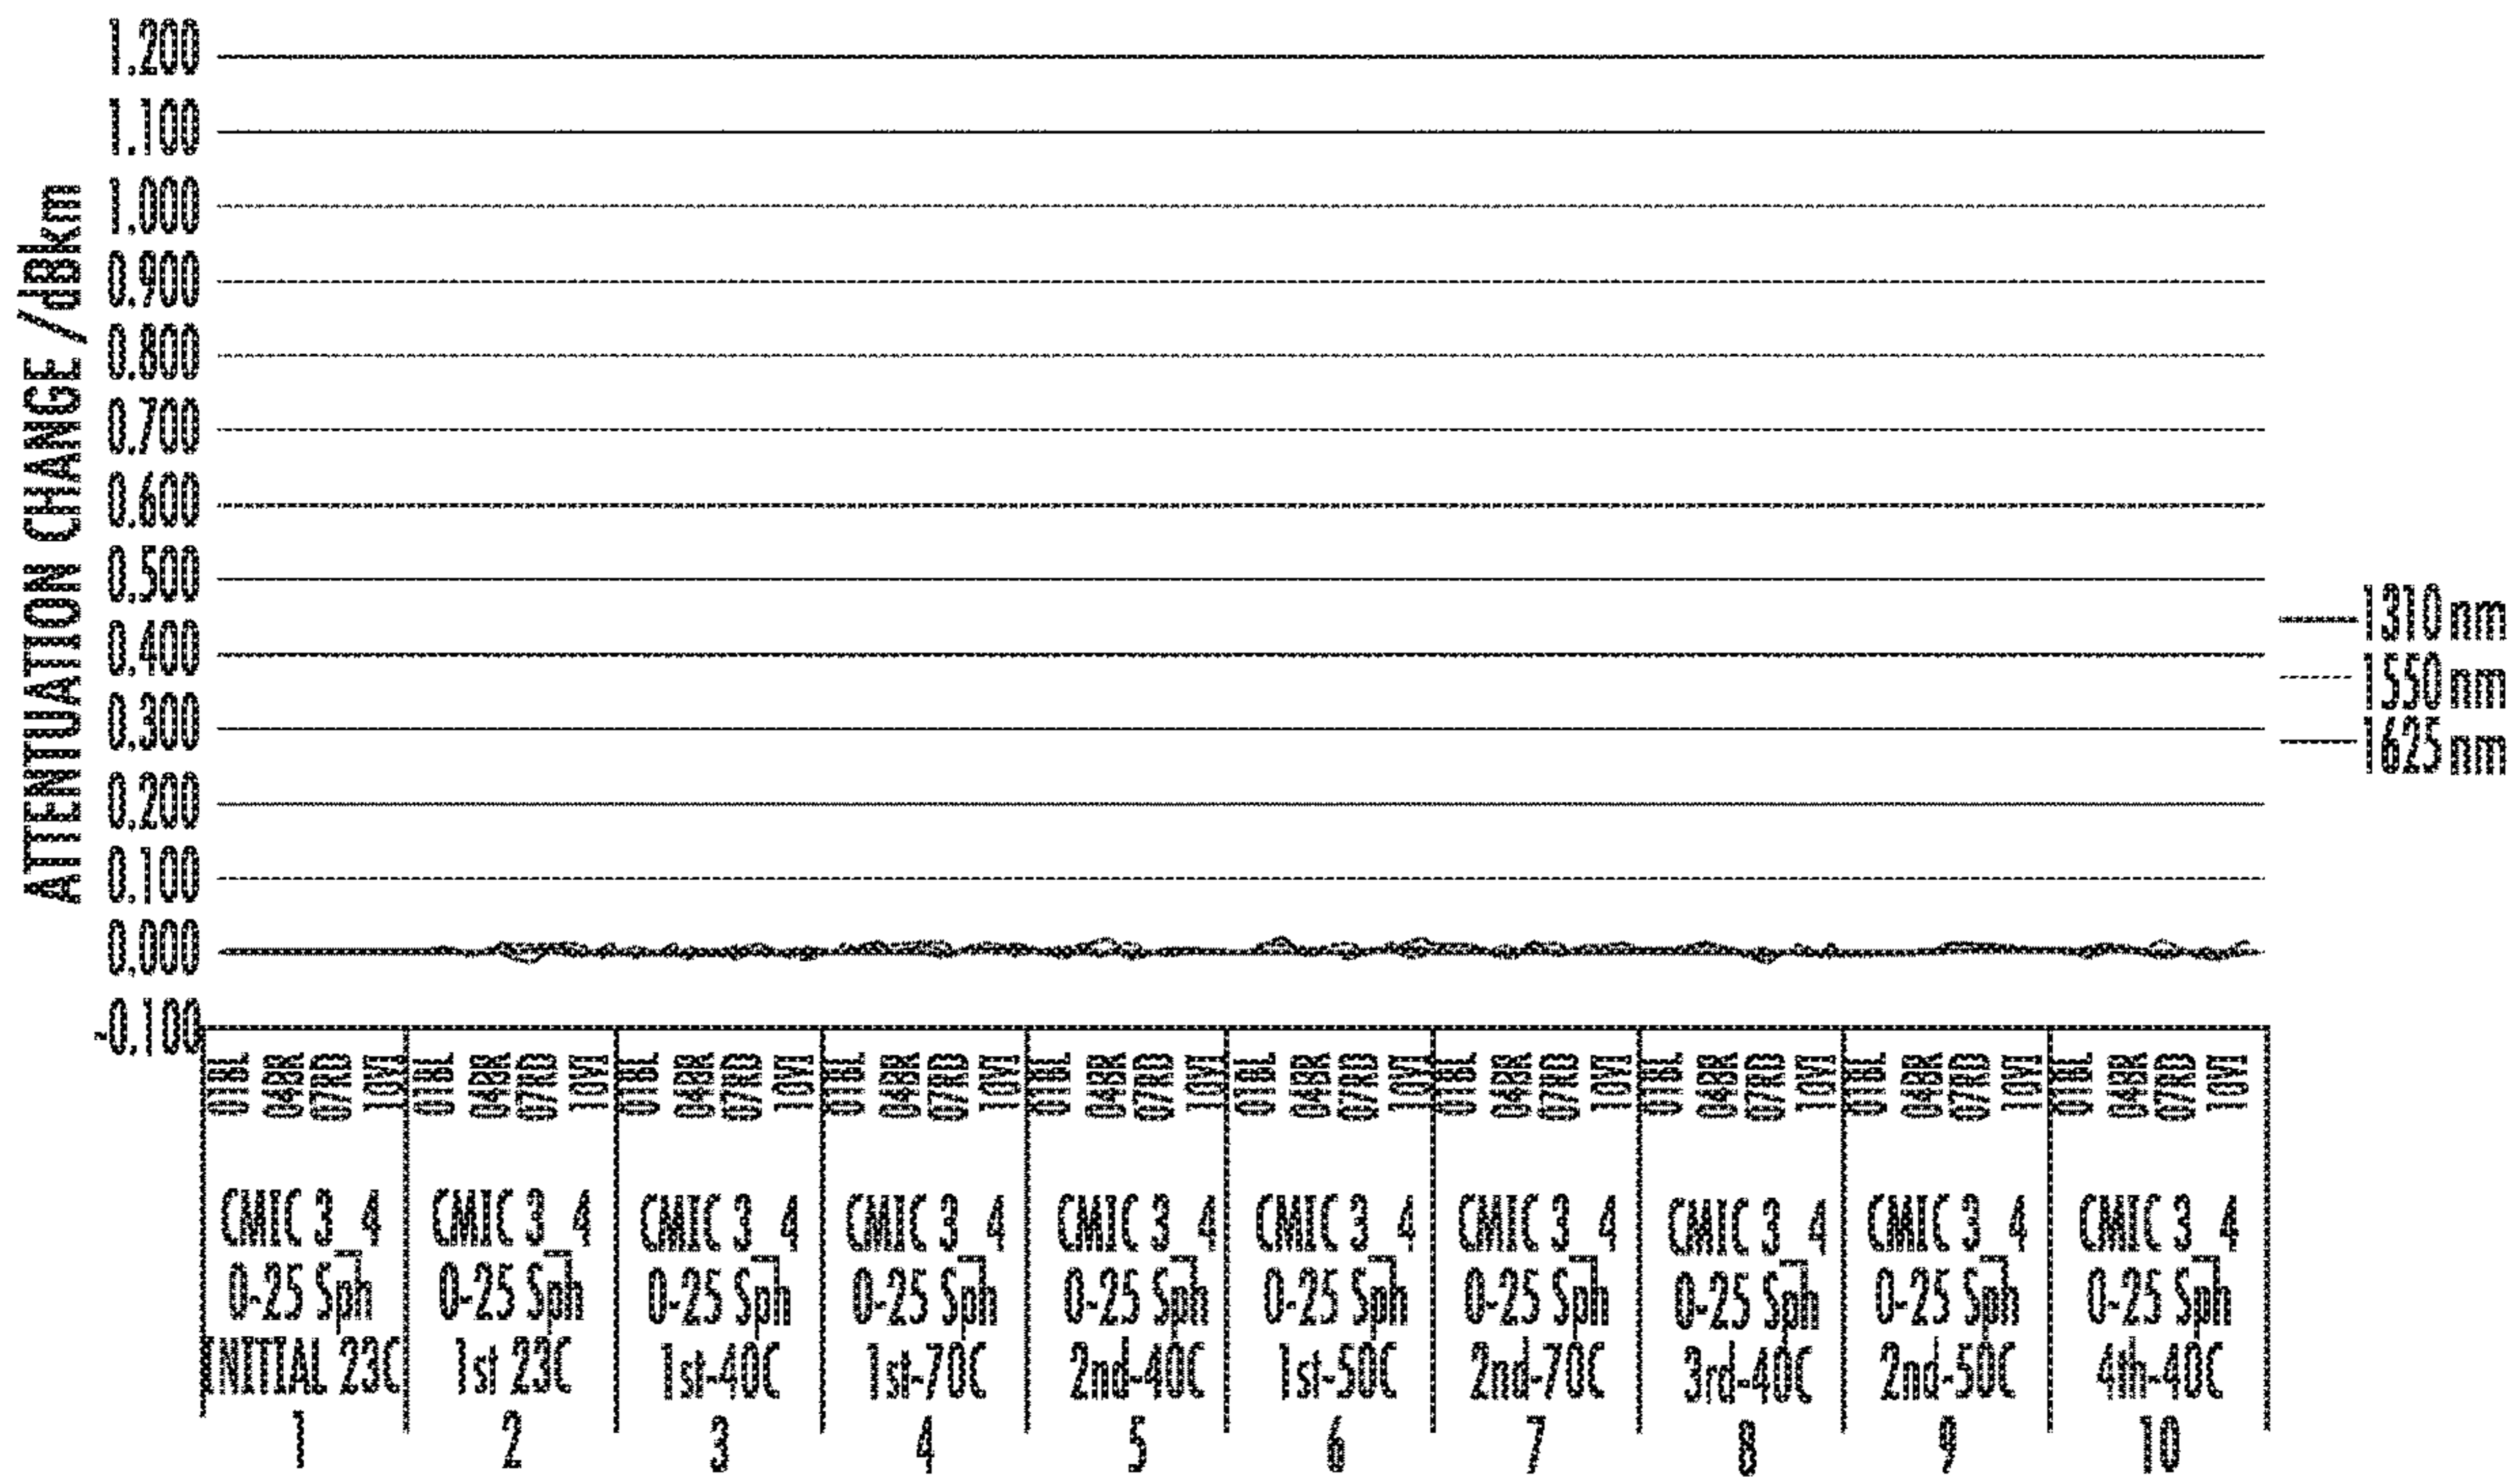 ATTENTUATION CHANGE /dBkm
1.200
1.100
1.000
0.900
0.800
0.700
0.600
0.500
0.400
0.300
0.200
0.100
0.000
-0.100
1310 nm
1550 nm
1625 nm
01BL 04BR 07RD 10VI 01BL 04BR 07RD 10VI 01BL 04BR 07RD 10VI 01BL 04BR 07RD 10VI 01BL 04BR 07RD 10VI 01BL 04BR 07RD 10VI 01BL 04BR 07RD 10VI 01BL 04BR 07RD 10VI 01BL 04BR 07RD 10VI 01BL 04BR 07RD 10VI
CMIC 3_4 CMIC 3_4 CMIC 3_4 CMIC 3_4 CMIC 3_4 CMIC 3_4 CMIC 3_4 CMIC 3_4 CMIC 3_4 CMIC 3_4
0-25 Sph 0-25 Sph 0-25 Sph 0-25 Sph 0-25 Sph 0-25 Sph 0-25 Sph 0-25 Sph 0-25 Sph 0-25 Sph
INITIAL 23C 1st 23C 1st-40C 1st-70C 2nd-40C 1st-50C 2nd-70C 3rd-40C 2nd-50C 4th-40C
1 2 3 4 5 6 7 8 9 10